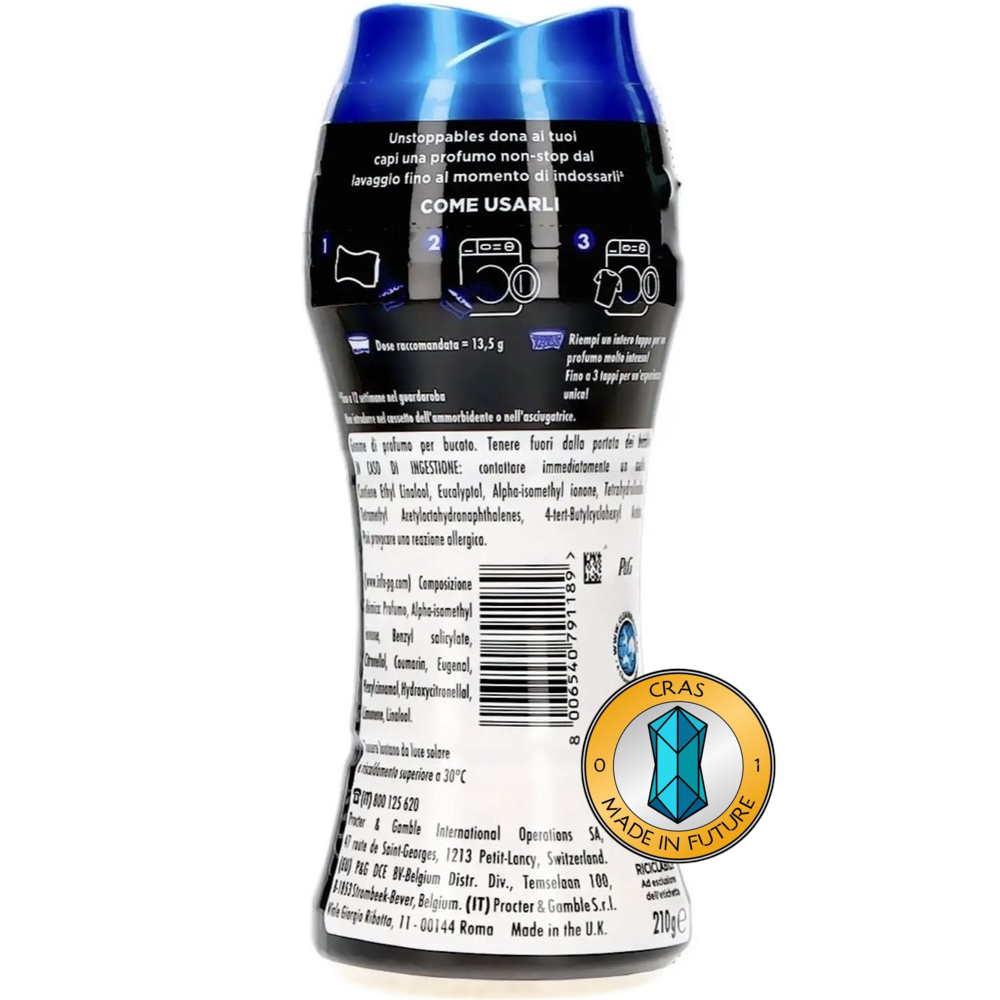 Unstoppables dona ai tuoi
capi una profumo non-stop dal
lavaggio fino al momento di indossarli
COME USARLI
1 2 3
Dose raccomandata = 13,5 g
Riempi un intero tappo per un
profumo molto intenso!
Fino a 3 tappi per un'esperienza
unica!
12 settimane nel guardaroba
Non introdurre nel cassetto dell'ammorbidente o nell'asciugatrice.
Gemme di profumo per bucato. Tenere fuori dalla portata dei
IN CASO DI INGESTIONE: contattare immediatamente un
Contiene Ethyl Linalool, Eucalyptol, Alpha-isomethyl ionone,
Tetramethyl Acetyloctahydronaphthalenes, 4-tert-Butylcyclohexyl
Può provocare una reazione allergica.
(www.info-pg.com) Composizione
Profumo, Alpha-isomethyl
ionone, Benzyl salicylate,
Citronellol, Coumarin, Eugenol,
Hexyl cinnamal, Hydroxycitronellal,
Limonene, Linalool.
8 006540 791189 >
P&G
lontano da luce solare
superiore a 30°C
(IT) 800 125 620
Procter & Gamble International Operations SA,
47 route de Saint-Georges, 1213 Petit-Lancy, Switzerland.
(EU) P&G DCE BV-Belgium Distr. Div., Temselaan 100,
B-1853 Strombeek-Bever, Belgium. (IT) Procter & Gamble S.r.l.
Viale Giorgio Ribotta, 11 - 00144 Roma Made in the U.K.
CRAS
0 1
MADE IN FUTURE
Ad esclusione
dell'etichetta
210g e